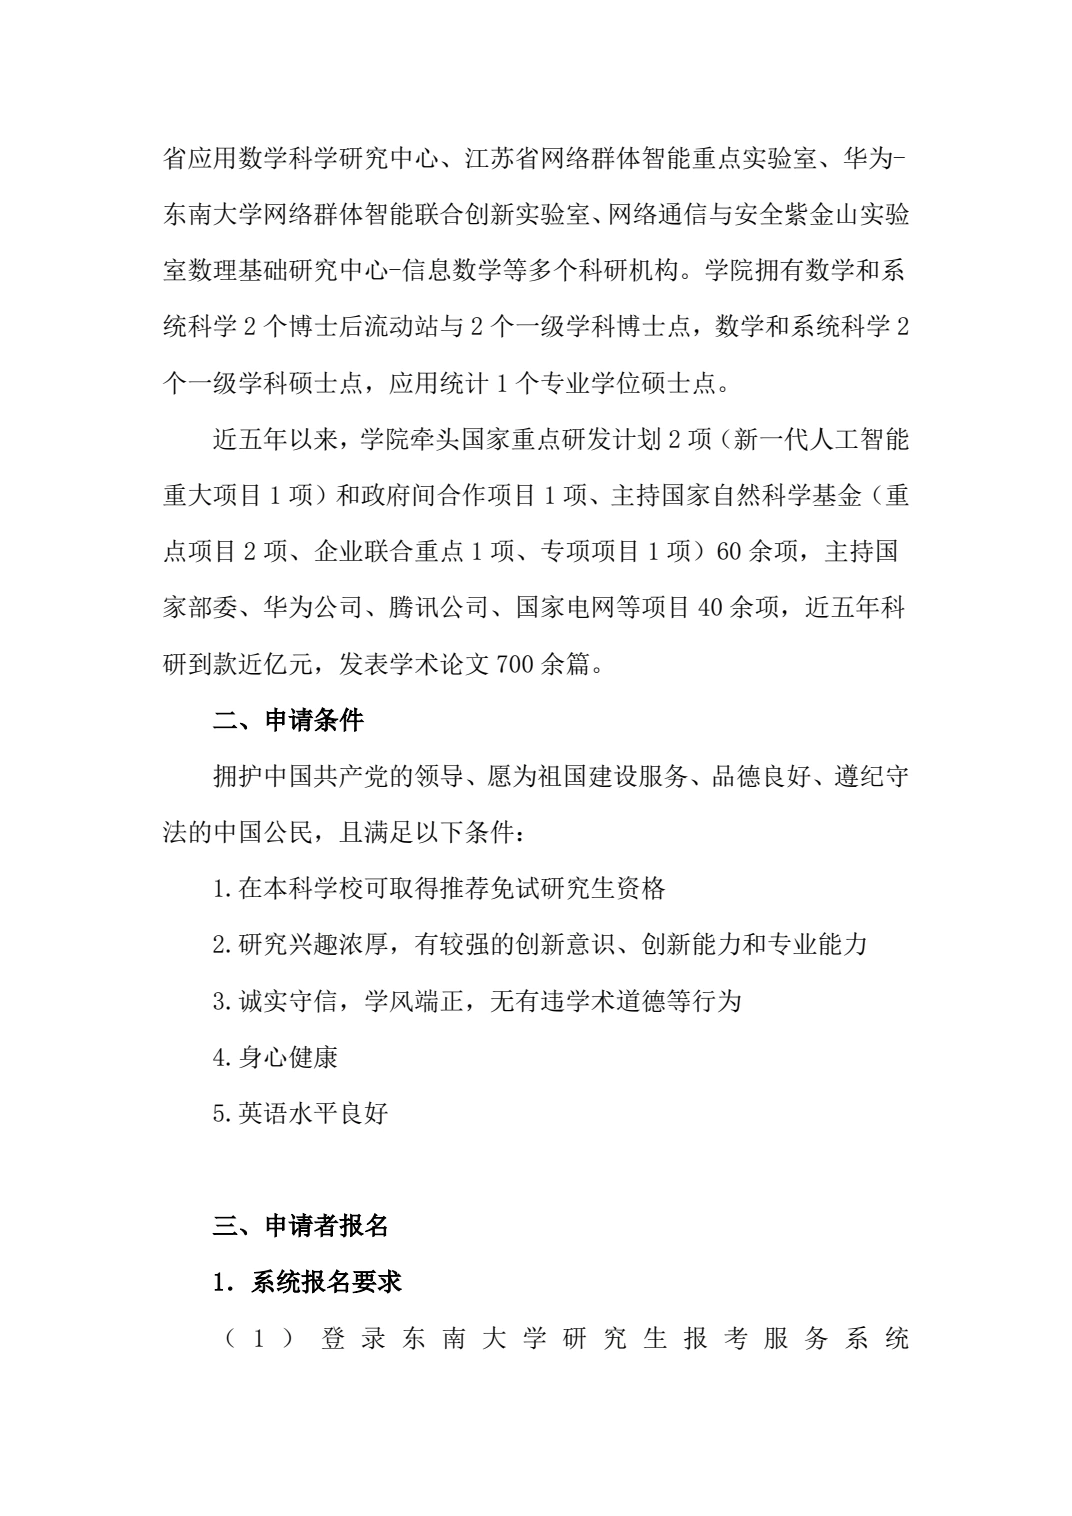 省应用数学科学研究中心、江苏省网络群体智能重点实验室、华为-
东南大学网络群体智能联合创新实验室、网络通信与安全紫金山实验
室数理基础研究中心-信息数学等多个科研机构。学院拥有数学和系
统科学 2 个博士后流动站与 2 个一级学科博士点，数学和系统科学 2
个一级学科硕士点，应用统计 1 个专业学位硕士点。
近五年以来，学院牵头国家重点研发计划 2 项（新一代人工智能
重大项目 1 项）和政府间合作项目 1 项、主持国家自然科学基金（重
点项目 2 项、企业联合重点 1 项、专项项目 1 项）60 余项，主持国
家部委、华为公司、腾讯公司、国家电网等项目 40 余项，近五年科
研到款近亿元，发表学术论文 700 余篇。
二、申请条件
拥护中国共产党的领导、愿为祖国建设服务、品德良好、遵纪守
法的中国公民，且满足以下条件：
1.在本科学校可取得推荐免试研究生资格
2.研究兴趣浓厚，有较强的创新意识、创新能力和专业能力
3.诚实守信，学风端正，无有违学术道德等行为
4.身心健康
5.英语水平良好
三、申请者报名
1．系统报名要求
（1）登录东南大学研究生报考服务系统